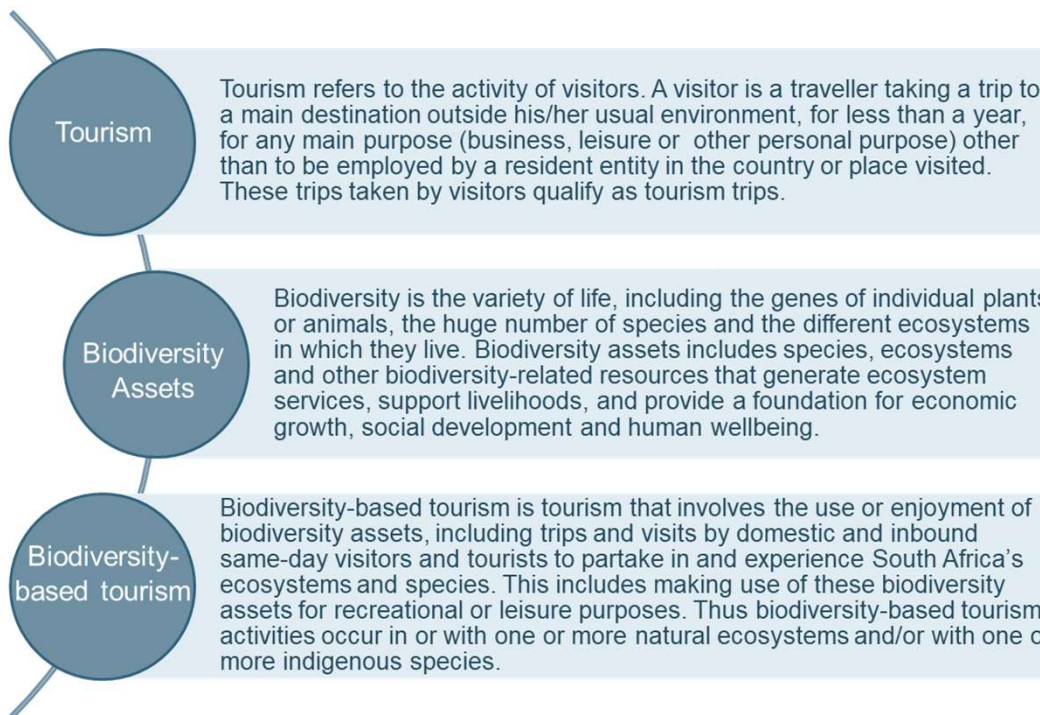 Tourism
Tourism refers to the activity of visitors. A visitor is a traveller taking a trip to
a main destination outside his/her usual environment, for less than a year,
for any main purpose (business, leisure or other personal purpose) other
than to be employed by a resident entity in the country or place visited.
These trips taken by visitors qualify as tourism trips.
Biodiversity
Assets
Biodiversity is the variety of life, including the genes of individual plants
or animals, the huge number of species and the different ecosystems
in which they live. Biodiversity assets includes species, ecosystems
and other biodiversity-related resources that generate ecosystem
services, support livelihoods, and provide a foundation for economic
growth, social development and human wellbeing.
Biodiversity-
based tourism
Biodiversity-based tourism is tourism that involves the use or enjoyment of
biodiversity assets, including trips and visits by domestic and inbound
same-day visitors and tourists to partake in and experience South Africa's
ecosystems and species. This includes making use of these biodiversity
assets for recreational or leisure purposes. Thus biodiversity-based tourism
activities occur in or with one or more natural ecosystems and/or with one o
more indigenous species.